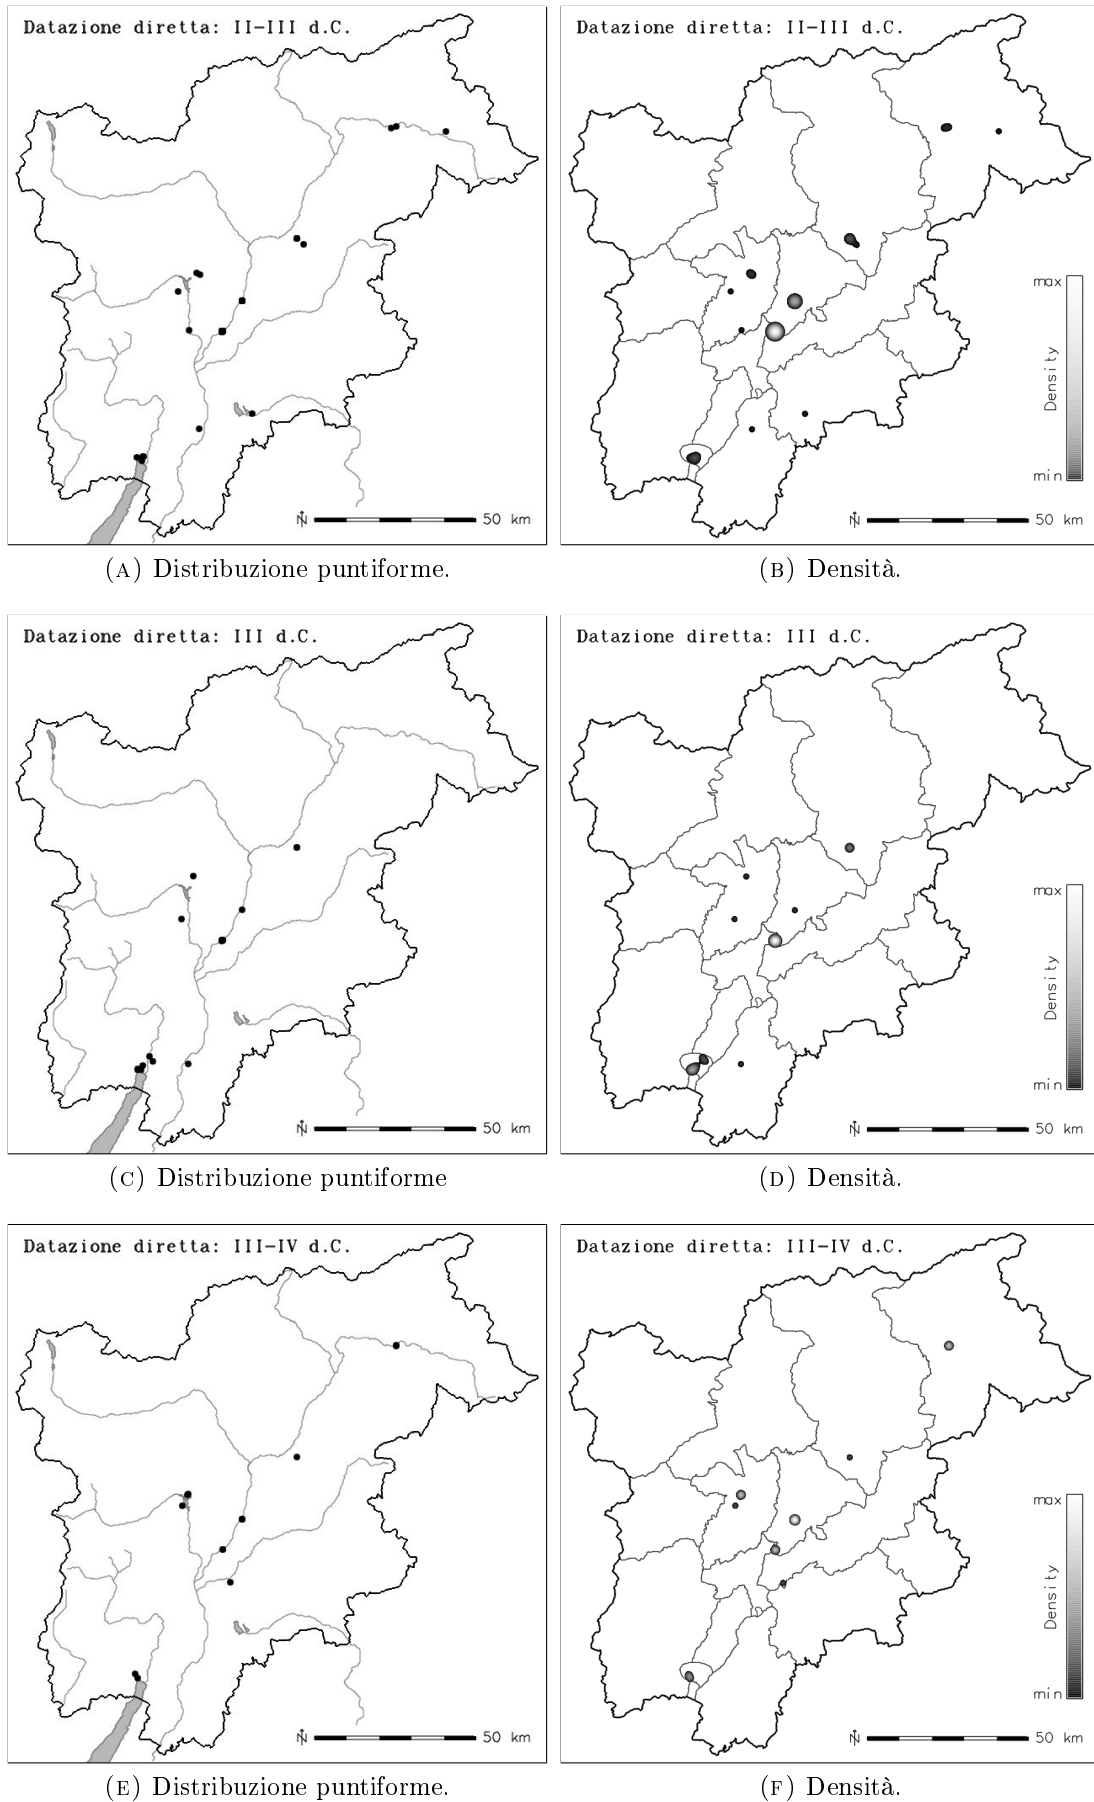 Datazione diretta: II-III d.C.
N 50 km
(A) Distribuzione puntiforme.
Datazione diretta: II-III d.C.
max
Density
min
N 50 km
(B) Densità.
Datazione diretta: III d.C.
N 50 km
(C) Distribuzione puntiforme
Datazione diretta: III d.C.
max
Density
min
N 50 km
(D) Densità.
Datazione diretta: III-IV d.C.
N 50 km
(E) Distribuzione puntiforme.
Datazione diretta: III-IV d.C.
max
Density
min
N 50 km
(F) Densità.